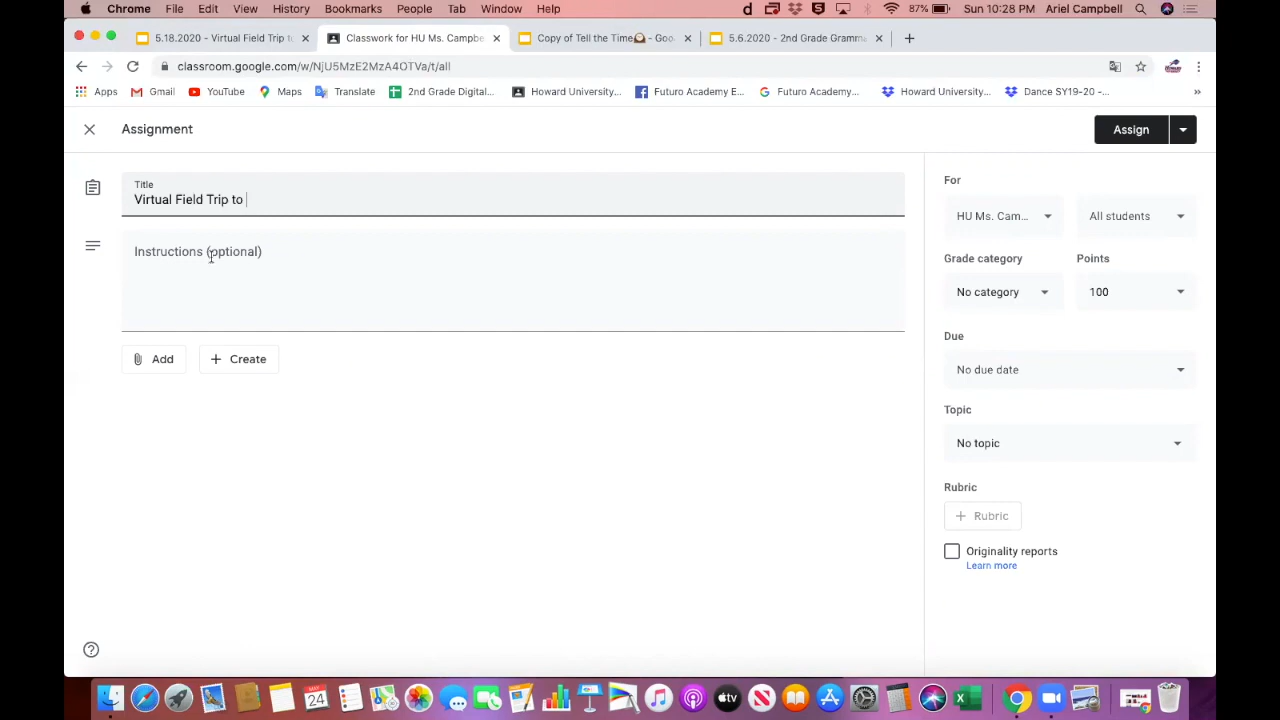 Chrome File Edit View History Bookmarks People Tab Window Help 87% Sun 10:28 PM Ariel Campbell
5.18.2020 - Virtual Field Trip t Classwork for HU Ms. Campbe Copy of Tell the Time🕰 - Goo 5.6.2020 - 2nd Grade Gramma
classroom.google.com/w/NjU5MzE2MzA4OTVa/t/all
Apps Gmail YouTube Maps Translate 2nd Grade Digital... Howard University... Futuro Academy E... Futuro Academy... Howard University... Dance SY19-20 -... »
Assignment Assign
Title
Virtual Field Trip to
Instructions (optional)
Add Create
For
HU Ms. Cam... All students
Grade category Points
No category 100
Due
No due date
Topic
No topic
Rubric
+ Rubric
Originality reports
Learn more
MAY
24